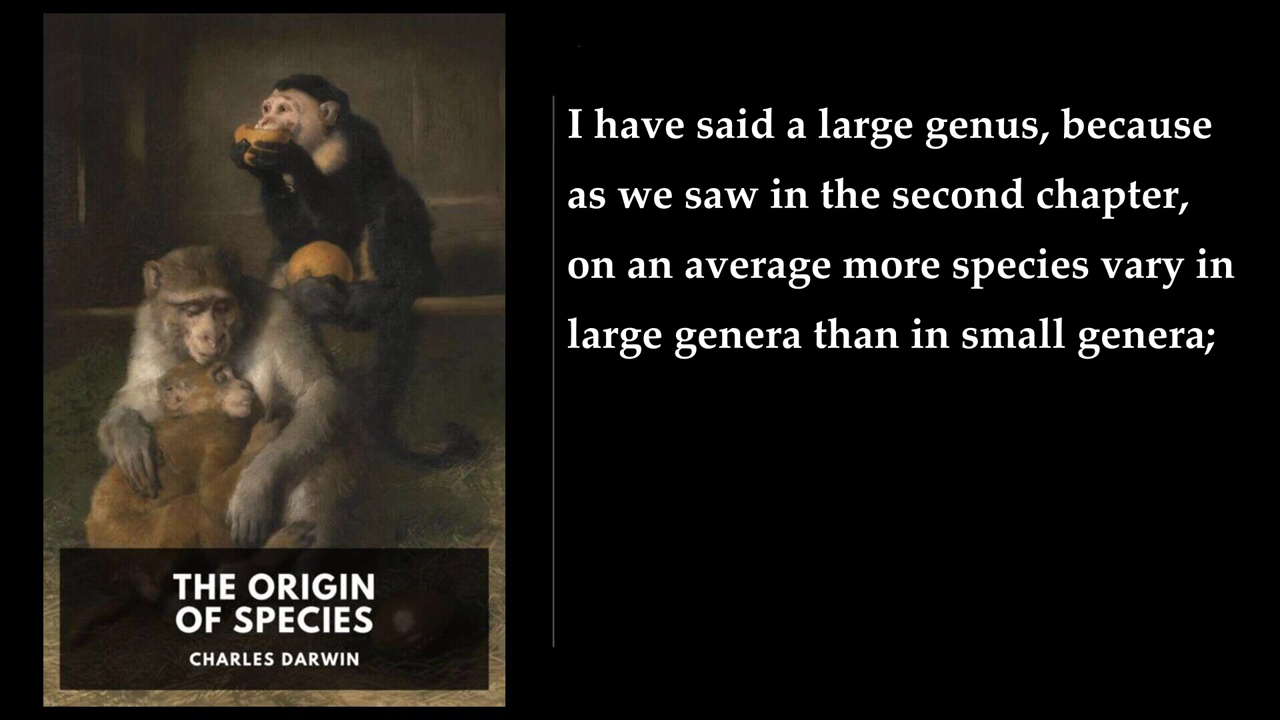 I have said a large genus, because
as we saw in the second chapter,
on an average more species vary in
large genera than in small genera;
THE ORIGIN
OF SPECIES
CHARLES DARWIN